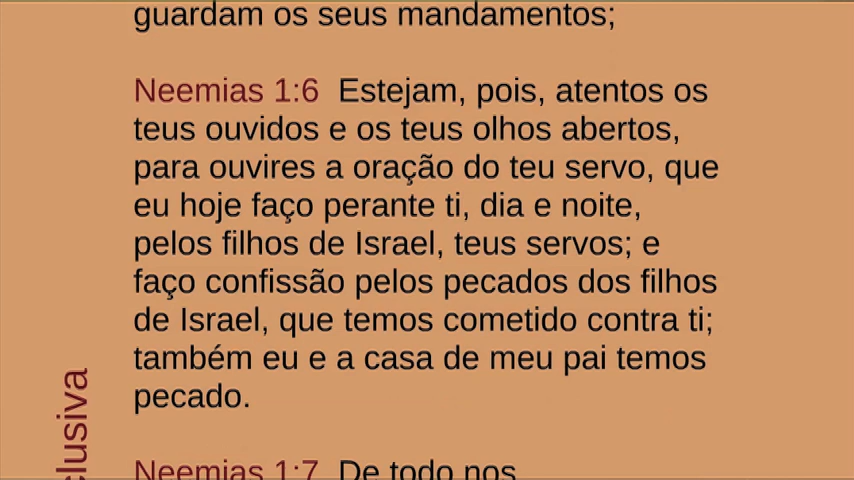 guardam os seus mandamentos;
Neemias 1:6 Estejam, pois, atentos os
teus ouvidos e os teus olhos abertos,
para ouvires a oração do teu servo, que
eu hoje faço perante ti, dia e noite,
pelos filhos de Israel, teus servos; e
faço confissão pelos pecados dos filhos
de Israel, que temos cometido contra ti;
também eu e a casa de meu pai temos
pecado.
Neemias 1:7 De todo nos
clusiva